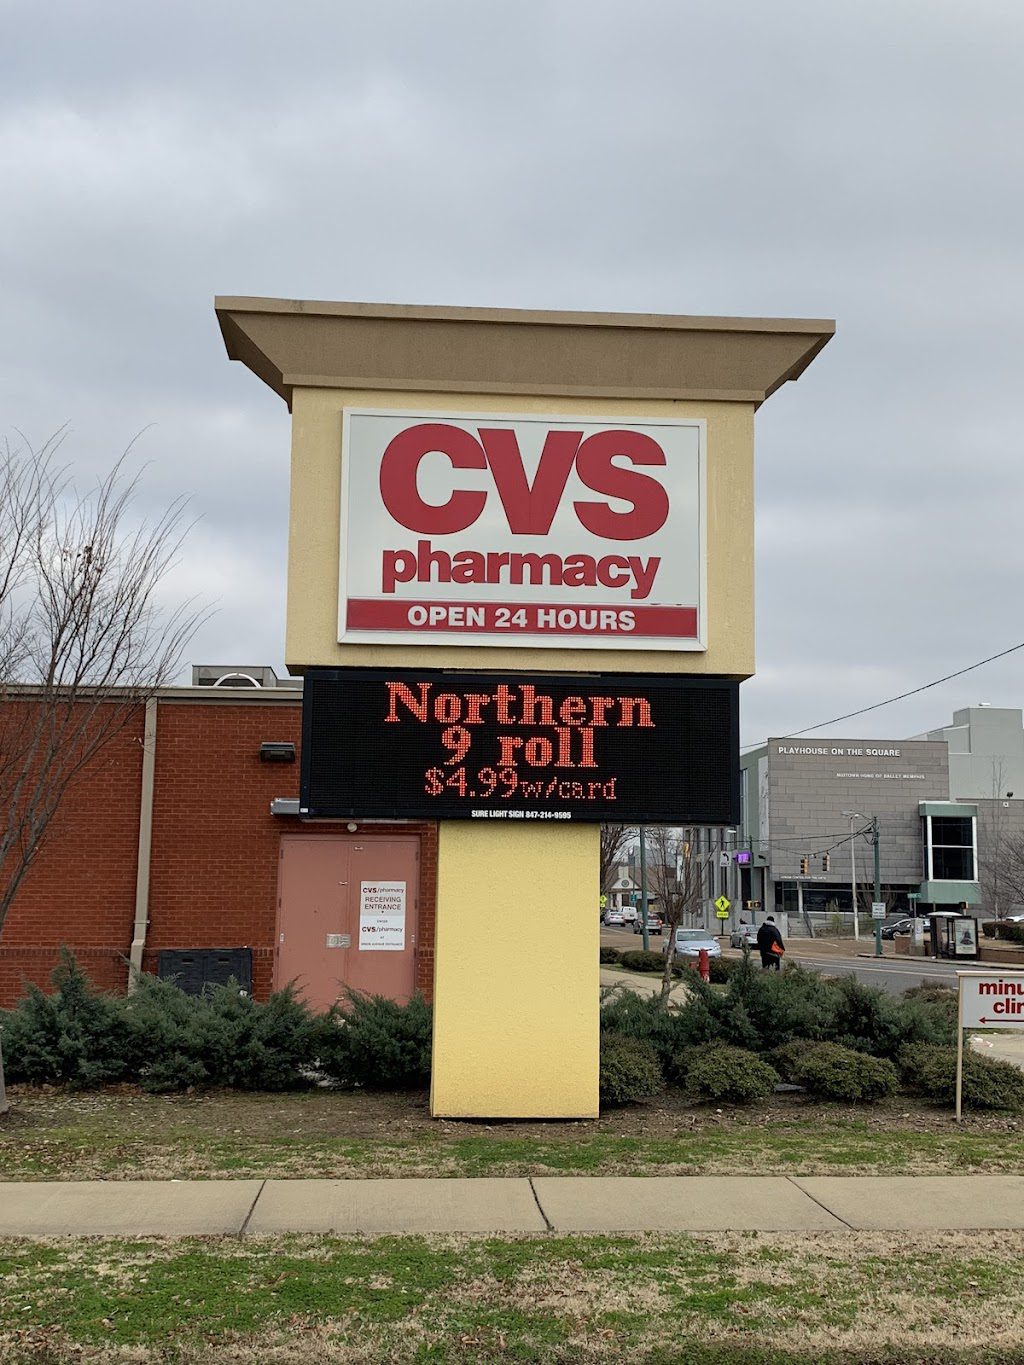 CVS
pharmacy
OPEN 24 HOURS
Northern
9 roll
$4.99 w/card
SURE LIGHT SIGN 847-214-9595
PLAYHOUSE ON THE SQUARE
MIDTOWN HOME OF BALLET MEMPHIS
CVS/pharmacy
RECEIVING
ENTRANCE
CVS/pharmacy
minu
clin